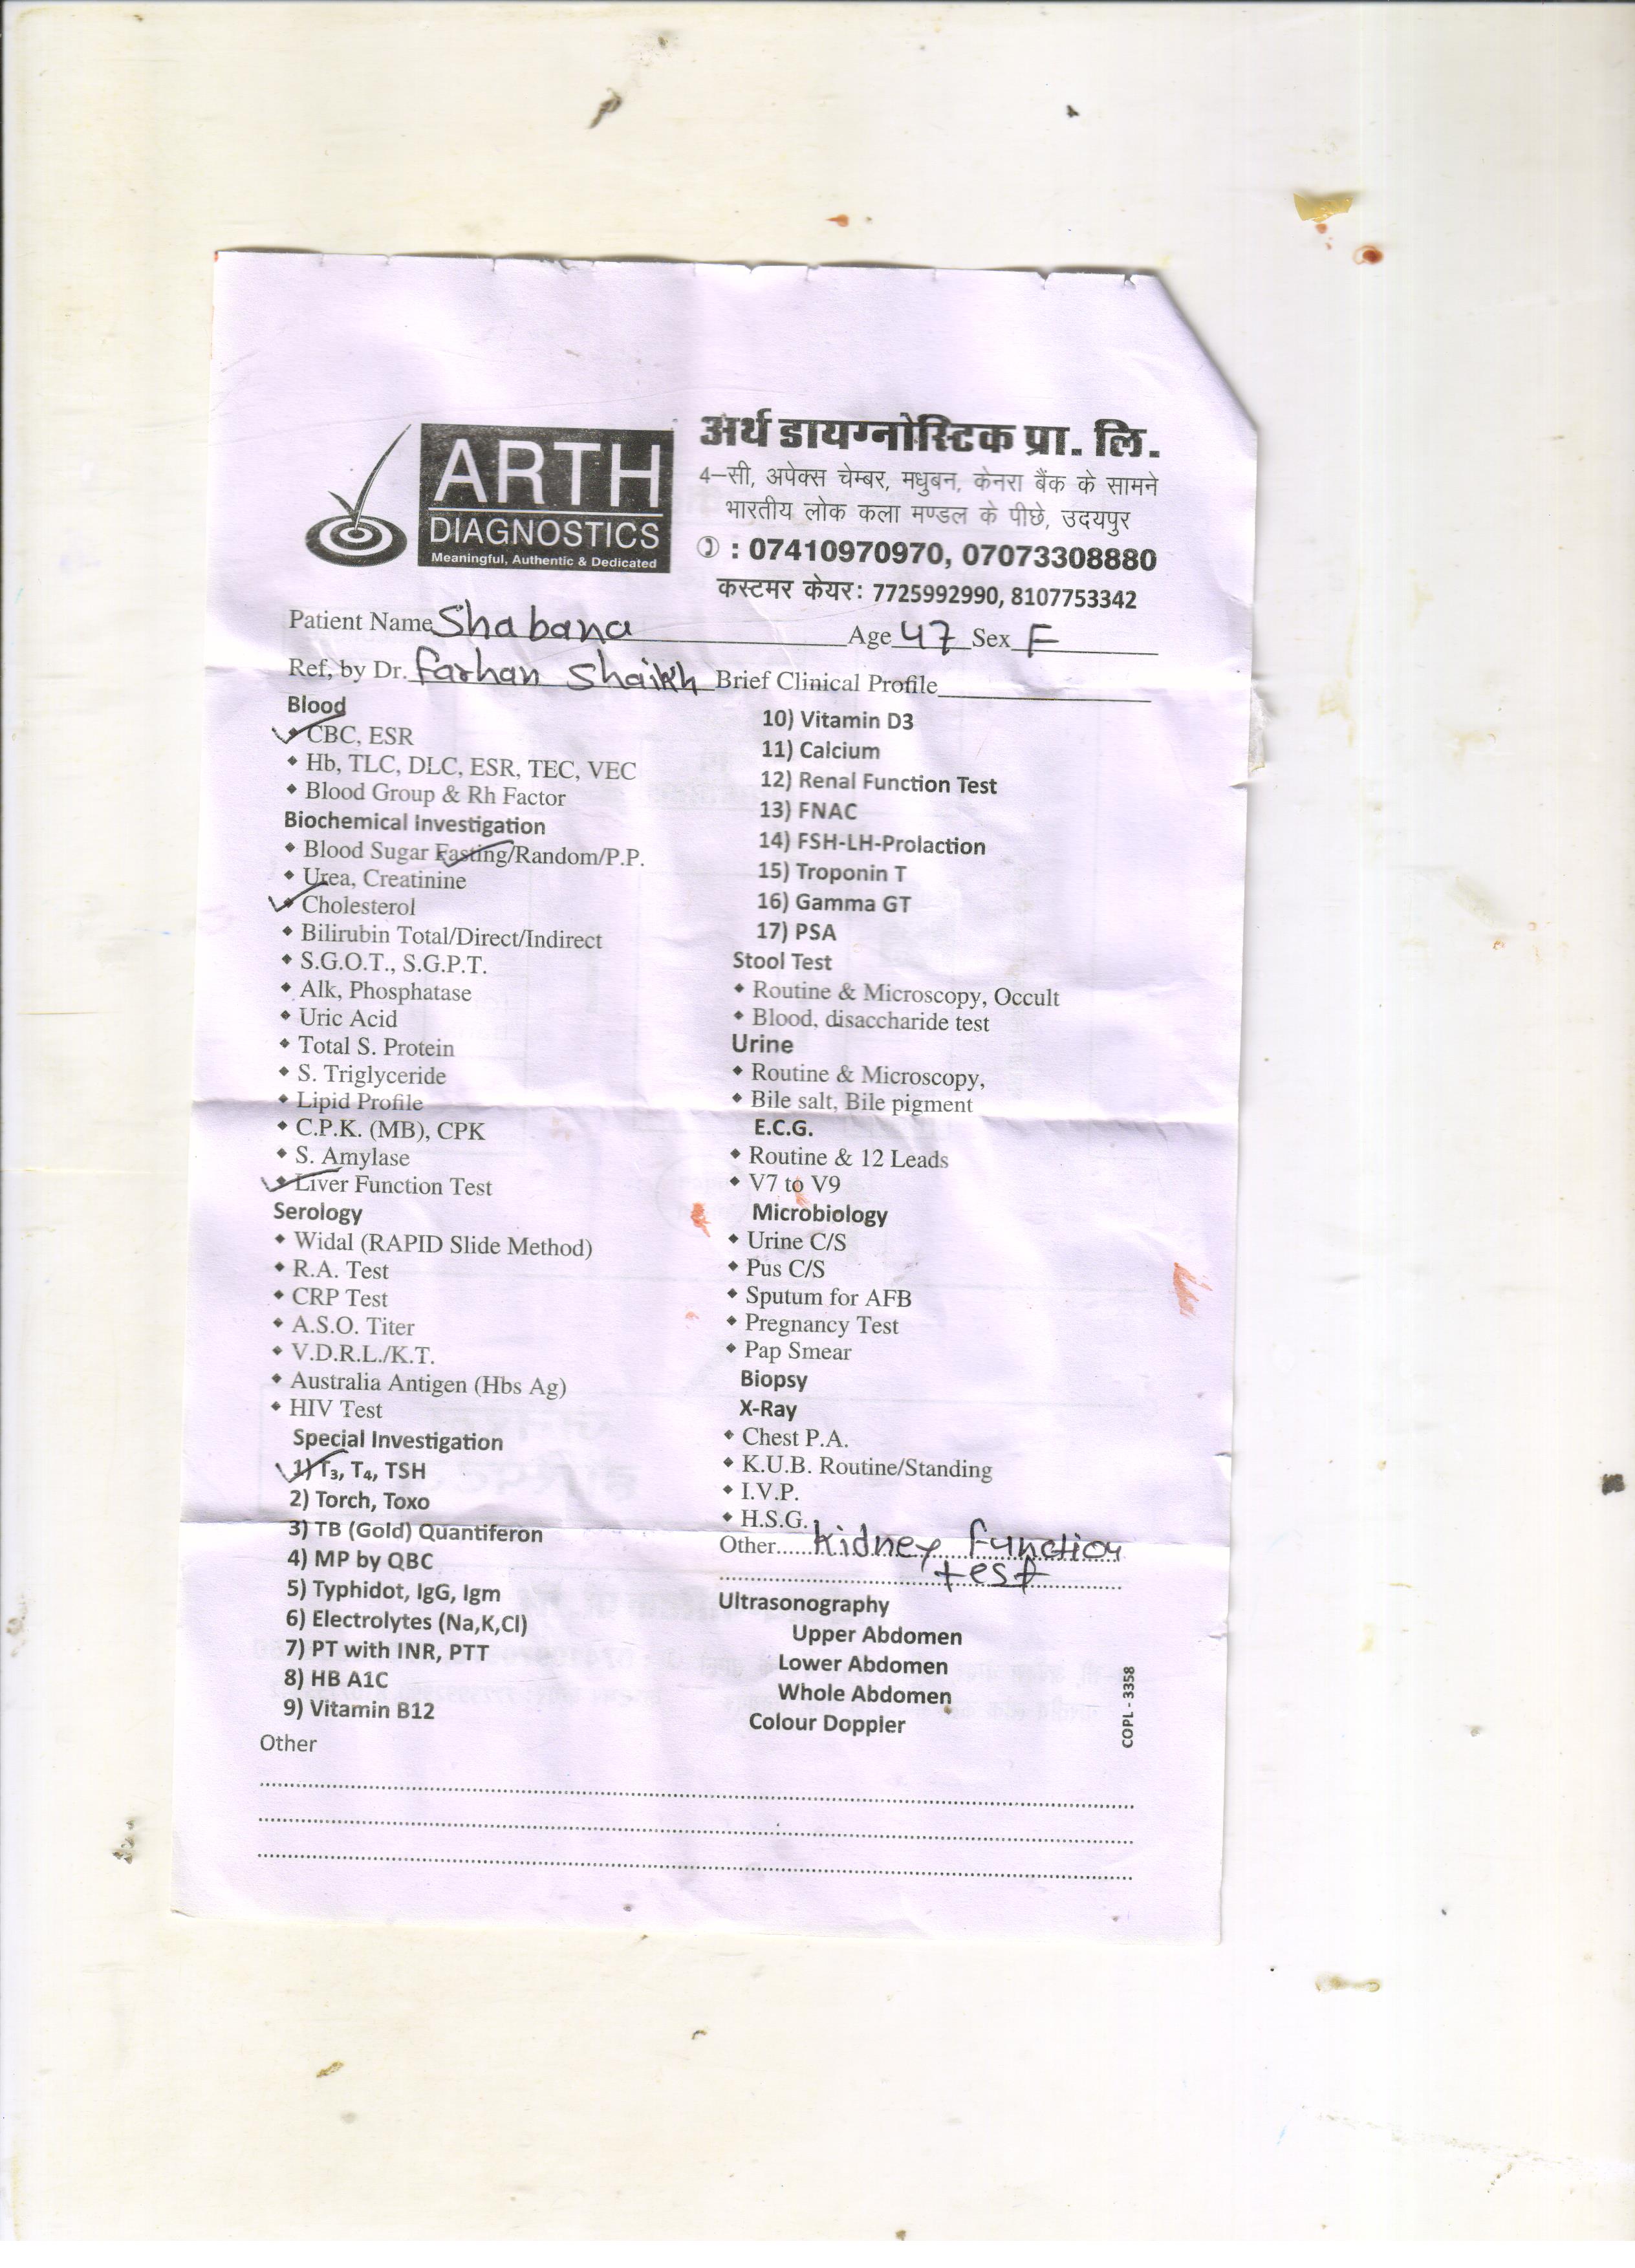 ARTH
DIAGNOSTICS
Meaningful, Authentic & Dedicated
अर्थ डायग्नोस्टिक प्रा. लि.
4–सी, अपेक्स चेम्बर, मधुबन, केनरा बैंक के सामने
भारतीय लोक कला मण्डल के पीछे, उदयपुर
: 07410970970, 07073308880
कस्टमर केयर: 7725992990, 8107753342
Patient Name Shabana Age 47 Sex F
Ref, by Dr. Farhan Shaikh Brief Clinical Profile
Blood
CBC, ESR
Hb, TLC, DLC, ESR, TEC, VEC
Blood Group & Rh Factor
Biochemical Investigation
Blood Sugar Fasting/Random/P.P.
Urea, Creatinine
Cholesterol
Bilirubin Total/Direct/Indirect
S.G.O.T., S.G.P.T.
Alk, Phosphatase
Uric Acid
Total S. Protein
S. Triglyceride
Lipid Profile
C.P.K. (MB), CPK
S. Amylase
Liver Function Test
Serology
Widal (RAPID Slide Method)
R.A. Test
CRP Test
A.S.O. Titer
V.D.R.L./K.T.
Australia Antigen (Hbs Ag)
HIV Test
Special Investigation
1) T₃, T₄, TSH
2) Torch, Toxo
3) TB (Gold) Quantiferon
4) MP by QBC
5) Typhidot, IgG, Igm
6) Electrolytes (Na,K,Cl)
7) PT with INR, PTT
8) HB A1C
9) Vitamin B12
Other
10) Vitamin D3
11) Calcium
12) Renal Function Test
13) FNAC
14) FSH-LH-Prolaction
15) Troponin T
16) Gamma GT
17) PSA
Stool Test
Routine & Microscopy, Occult
Blood, disaccharide test
Urine
Routine & Microscopy,
Bile salt, Bile pigment
E.C.G.
Routine & 12 Leads
V7 to V9
Microbiology
Urine C/S
Pus C/S
Sputum for AFB
Pregnancy Test
Pap Smear
Biopsy
X-Ray
Chest P.A.
K.U.B. Routine/Standing
I.V.P.
H.S.G.
Other...... Kidney Function
test
Ultrasonography
Upper Abdomen
Lower Abdomen
Whole Abdomen
Colour Doppler
COPL - 3358